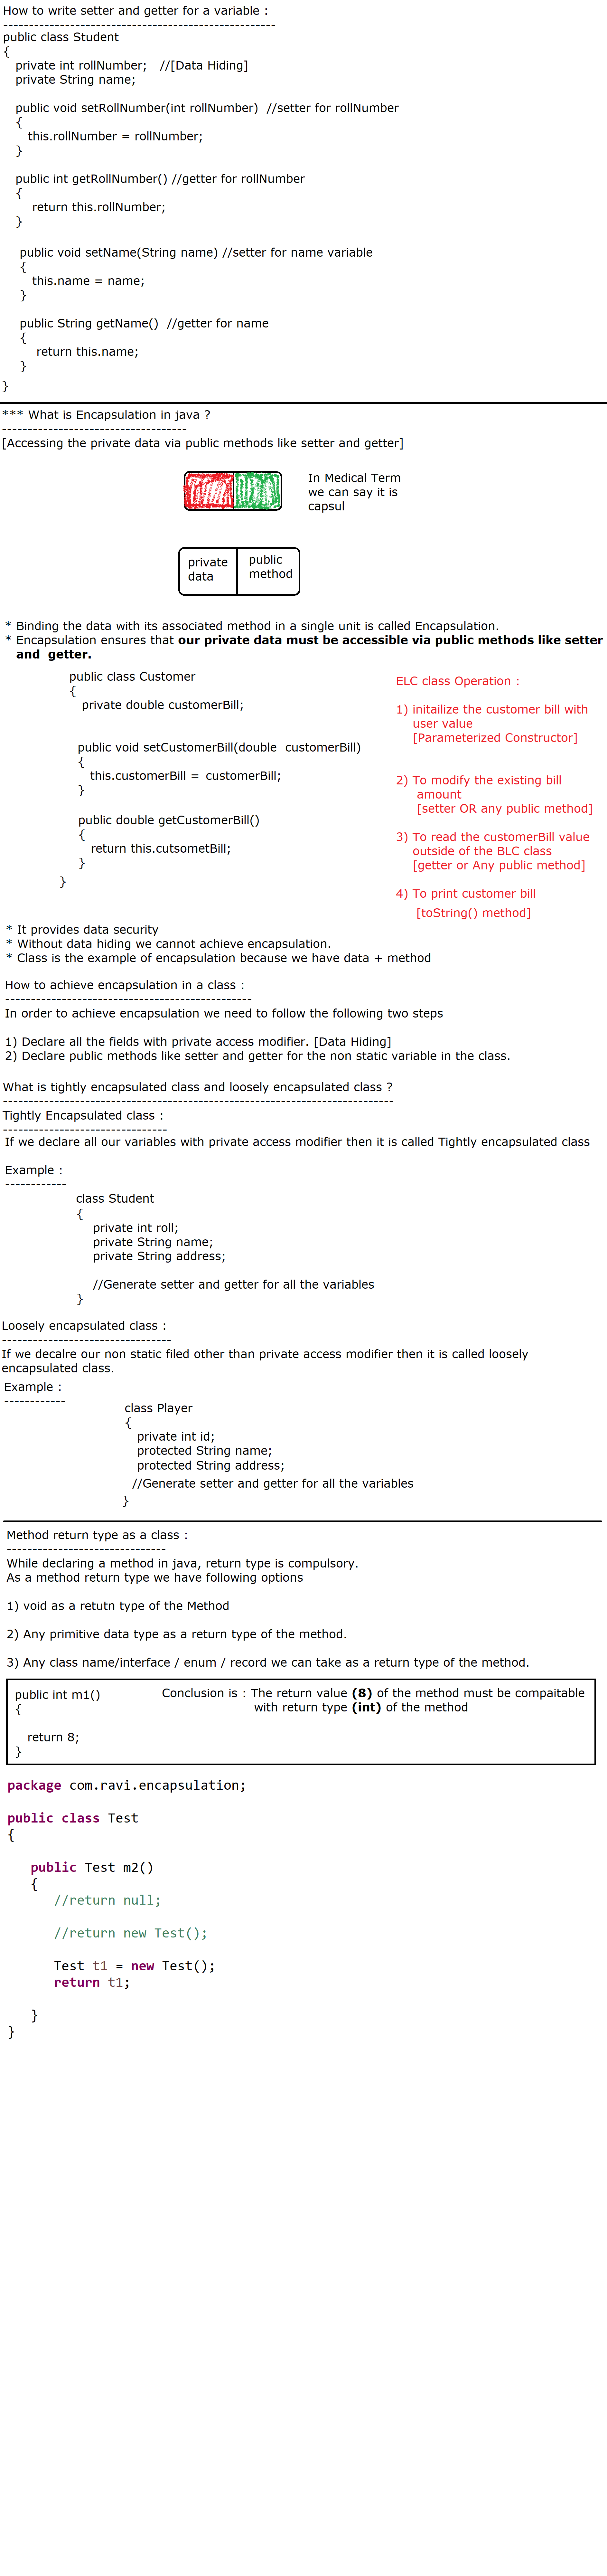 How to write setter and getter for a variable :
-----------------------------------------------------
public class Student
{
private int rollNumber;   //[Data Hiding]
private String name;
public void setRollNumber(int rollNumber)  //setter for rollNumber
{
this.rollNumber = rollNumber;
}
public int getRollNumber() //getter for rollNumber
{
return this.rollNumber;
}
public void setName(String name) //setter for name variable
{
this.name = name;
}
public String getName()  //getter for name
{
return this.name;
}
}
*** What is Encapsulation in java ?
------------------------------------
[Accessing the private data via public methods like setter and getter]
In Medical Term
we can say it is
capsul
private
data
public
method
* Binding the data with its associated method in a single unit is called Encapsulation.
* Encapsulation ensures that our private data must be accessible via public methods like setter
and  getter.
public class Customer
{
private double customerBill;
public void setCustomerBill(double  customerBill)
{
this.customerBill = customerBill;
}
public double getCustomerBill()
{
return this.cutsometBill;
}
}
ELC class Operation :
1) initailize the customer bill with
user value
[Parameterized Constructor]
2) To modify the existing bill
amount
[setter OR any public method]
3) To read the customerBill value
outside of the BLC class
[getter or Any public method]
4) To print customer bill
[toString() method]
* It provides data security
* Without data hiding we cannot achieve encapsulation.
* Class is the example of encapsulation because we have data + method
How to achieve encapsulation in a class :
------------------------------------------------
In order to achieve encapsulation we need to follow the following two steps
1) Declare all the fields with private access modifier. [Data Hiding]
2) Declare public methods like setter and getter for the non static variable in the class.
What is tightly encapsulated class and loosely encapsulated class ?
----------------------------------------------------------------------------
Tightly Encapsulated class :
--------------------------------
If we declare all our variables with private access modifier then it is called Tightly encapsulated class
Example :
------------
class Student
{
private int roll;
private String name;
private String address;
//Generate setter and getter for all the variables
}
Loosely encapsulated class :
---------------------------------
If we decalre our non static filed other than private access modifier then it is called loosely
encapsulated class.
Example :
------------
class Player
{
private int id;
protected String name;
protected String address;
//Generate setter and getter for all the variables
}
Method return type as a class :
-------------------------------
While declaring a method in java, return type is compulsory.
As a method return type we have following options
1) void as a retutn type of the Method
2) Any primitive data type as a return type of the method.
3) Any class name/interface / enum / record we can take as a return type of the method.
public int m1()
{
return 8;
}
Conclusion is : The return value (8) of the method must be compaitable
with return type (int) of the method
package com.ravi.encapsulation;
public class Test
{
public Test m2()
{
//return null;
//return new Test();
Test t1 = new Test();
return t1;
}
}